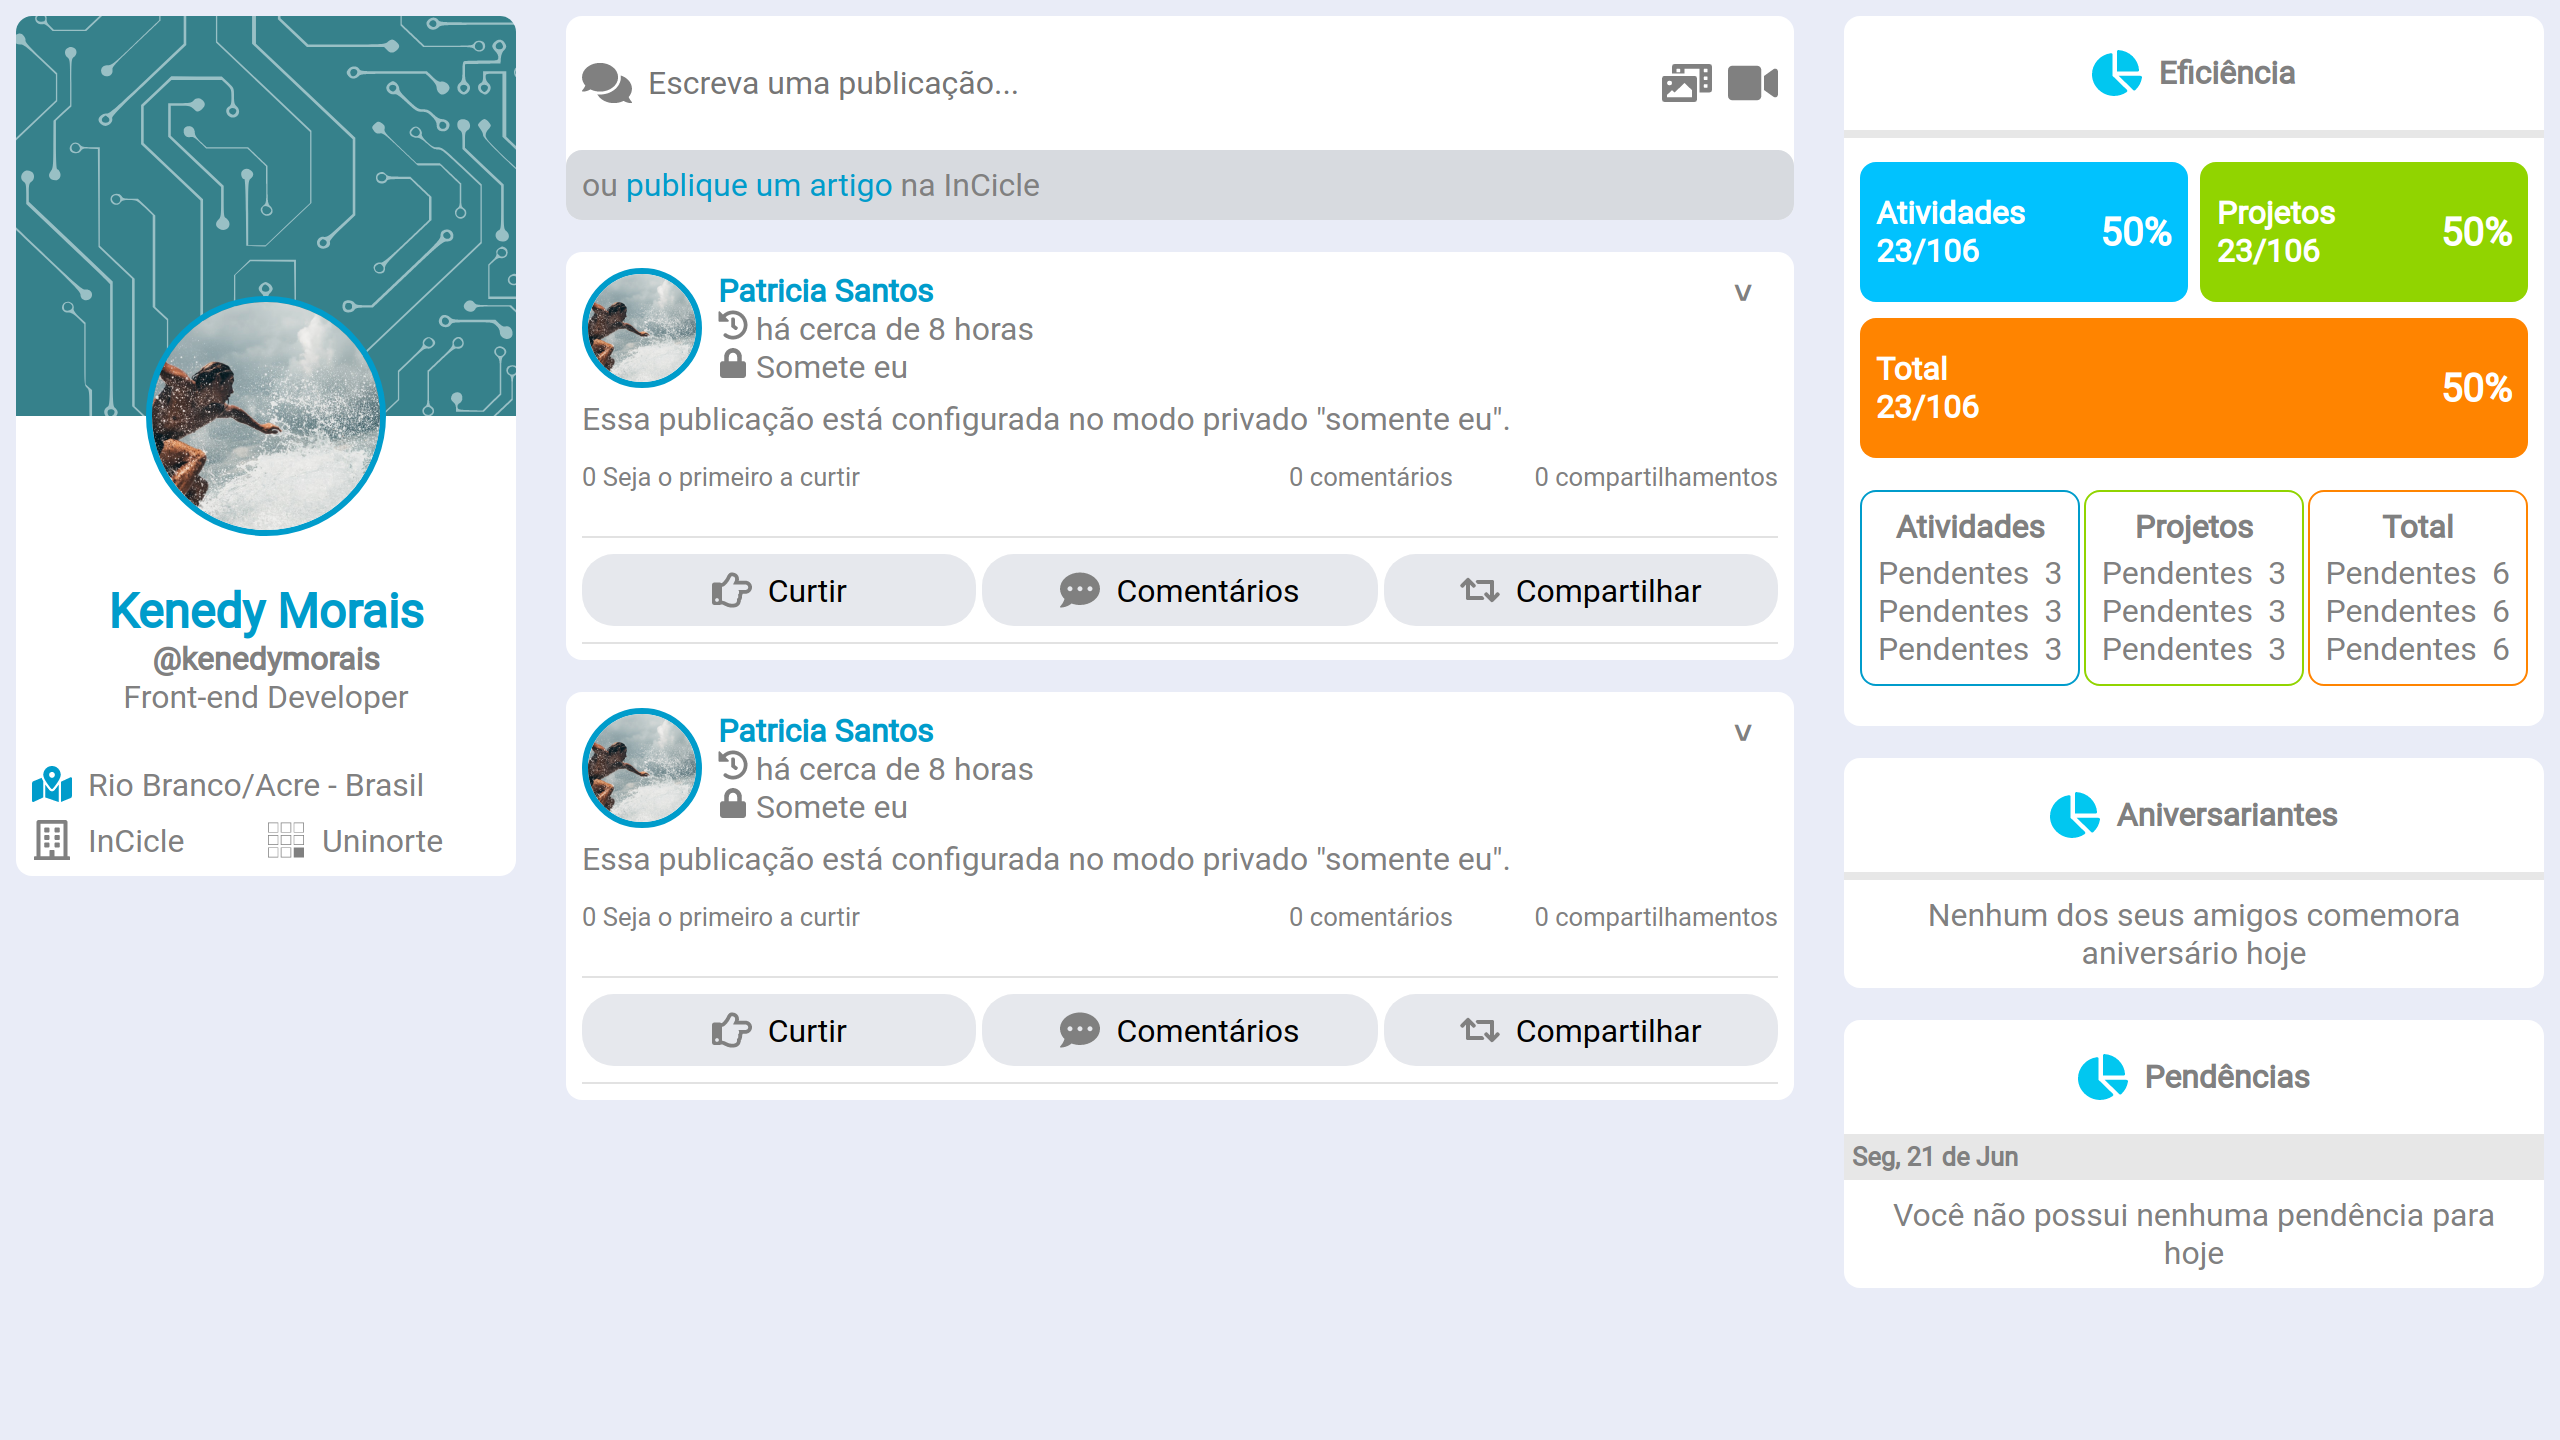 Kenedy Morais
@kenedymorais
Front-end Developer
Rio Branco/Acre - Brasil
InCicle
Uninorte
Escreva uma publicação...
ou publique um artigo na InCicle
Patricia Santos
há cerca de 8 horas
Somete eu
Essa publicação está configurada no modo privado "somente eu".
0 Seja o primeiro a curtir
0 comentários
0 compartilhamentos
Curtir
Comentários
Compartilhar
Patricia Santos
há cerca de 8 horas
Somete eu
Essa publicação está configurada no modo privado "somente eu".
0 Seja o primeiro a curtir
0 comentários
0 compartilhamentos
Curtir
Comentários
Compartilhar
Eficiência
Atividades
23/106
50%
Projetos
23/106
50%
Total
23/106
50%
Atividades
Pendentes 3
Pendentes 3
Pendentes 3
Projetos
Pendentes 3
Pendentes 3
Pendentes 3
Total
Pendentes 6
Pendentes 6
Pendentes 6
Aniversariantes
Nenhum dos seus amigos comemora
aniversário hoje
Pendências
Seg, 21 de Jun
Você não possui nenhuma pendência para
hoje